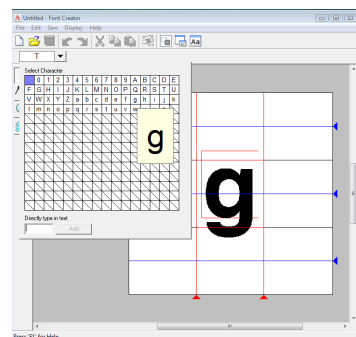 Untitled - Font Creator
File Edit Sew Display Help
T
Select Character
0 1 2 3 4 5 6 7 8 9 A B C D E
F G H I J K L M N O P Q R S T U
V W X Y Z a b c d e f g h i j k
l m n o p q r s t u v w
g
g
Directly type in text.
Add
Press 'F1' for Help.